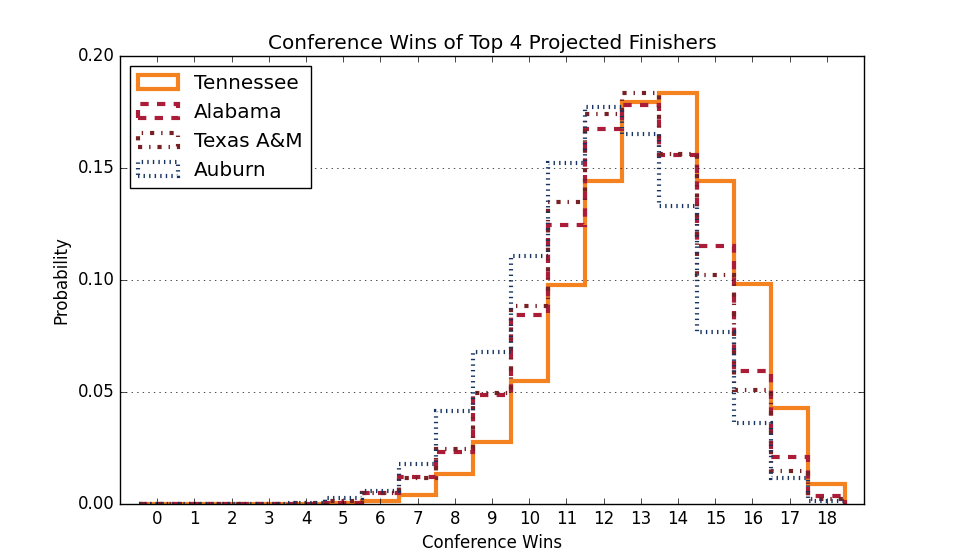 Conference Wins of Top 4 Projected Finishers
0.20
0.15
0.10
0.05
0.00
Probability
Tennessee
Alabama
Texas A&M
Auburn
0 1 2 3 4 5 6 7 8 9 10 11 12 13 14 15 16 17 18
Conference Wins